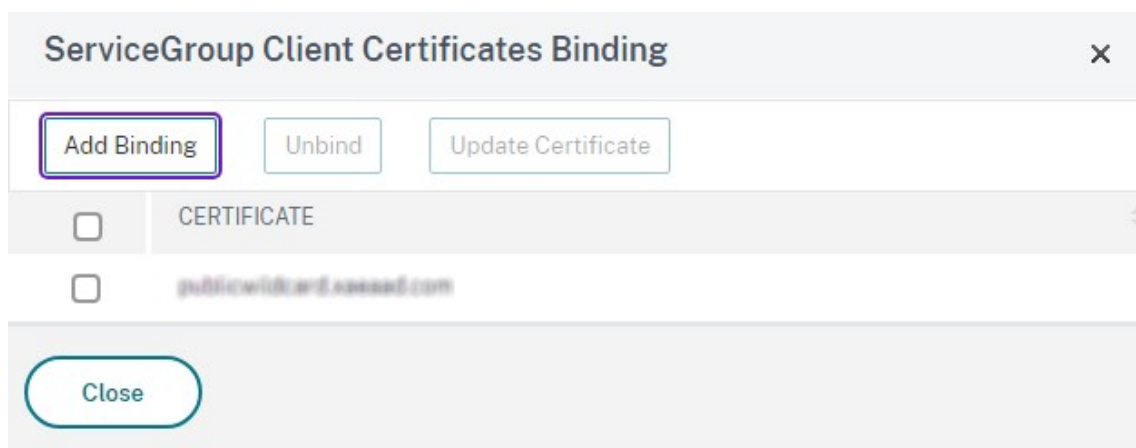 ServiceGroup Client Certificates Binding
Add Binding Unbind Update Certificate
CERTIFICATE
Close